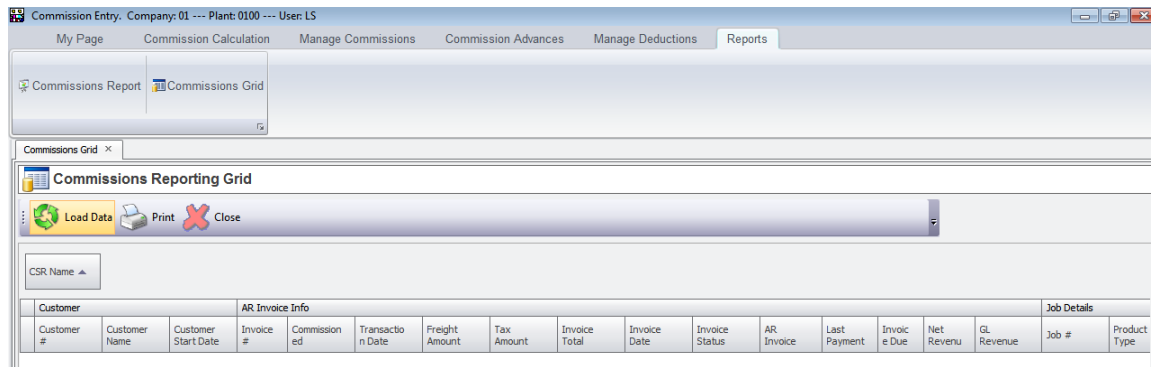 Commission Entry. Company: 01 --- Plant: 0100 --- User: LS
My Page Commission Calculation Manage Commissions Commission Advances Manage Deductions Reports
Commissions Report Commissions Grid
Commissions Grid ×
Commissions Reporting Grid
Load Data Print Close
CSR Name
Customer AR Invoice Info Job Details
Customer # Customer Name Customer Start Date Invoice # Commission ed Transactio n Date Freight Amount Tax Amount Invoice Total Invoice Date Invoice Status AR Invoice Last Payment Invoic e Due Net Revenu GL Revenue Job # Product Type